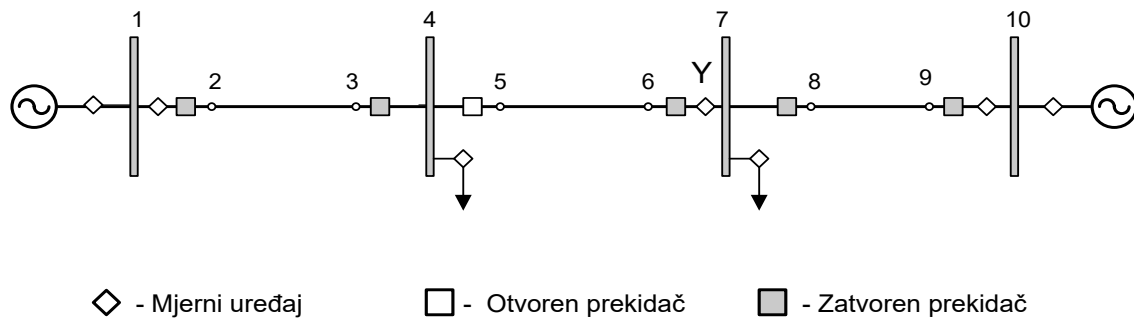 1 4 7 10
2 3 5 6 Y 8 9
- Mjerni uređaj - Otvoren prekidač - Zatvoren prekidač